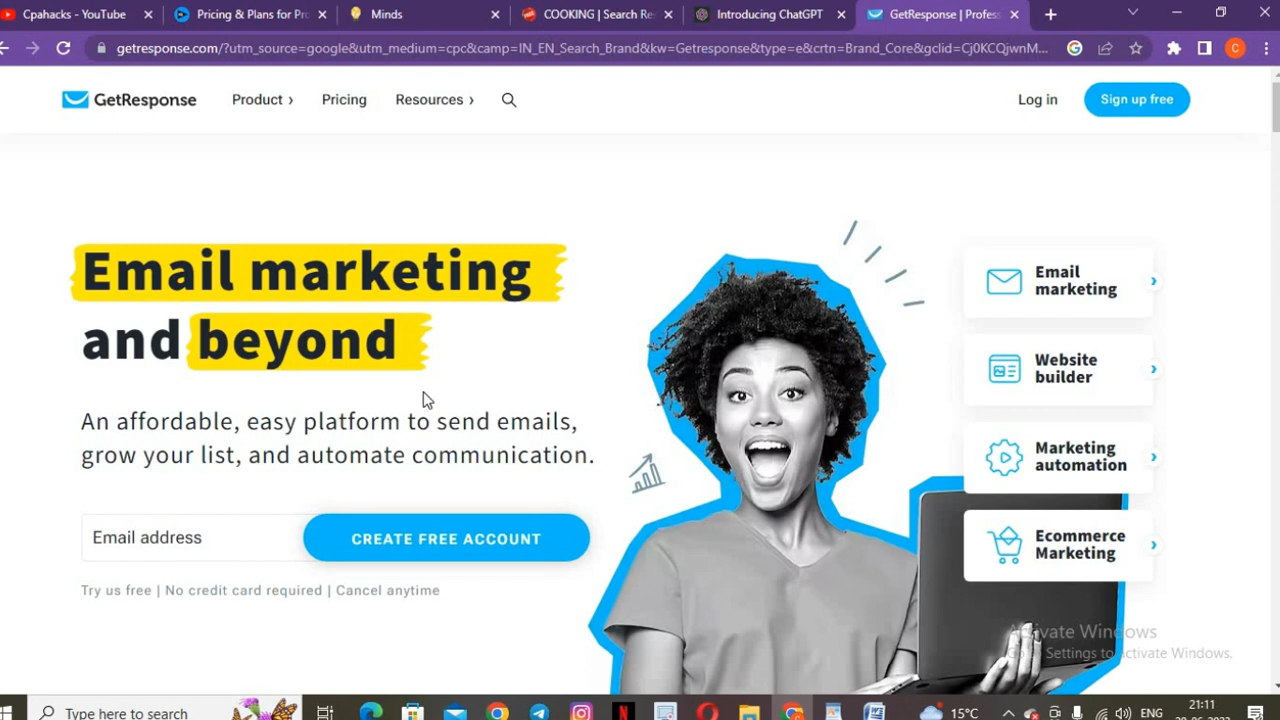 Cpahacks - YouTube
Pricing & Plans for Pr
Minds
COOKING | Search Re
Introducing ChatGPT
GetResponse | Profes
getresponse.com/?utm_source=google&utm_medium=cpc&camp=IN_EN_Search_Brand&kw=Getresponse&type=e&crtn=Brand_Core&gclid=Cj0KCQjwnM...
C
GetResponse
Product ›
Pricing
Resources ›
Log in
Sign up free
Email marketing
and beyond
An affordable, easy platform to send emails,
grow your list, and automate communication.
Email address
CREATE FREE ACCOUNT
Try us free | No credit card required | Cancel anytime
Email
marketing
Website
builder
Marketing
automation
Ecommerce
Marketing
Activate Windows
Go to Settings to activate Windows.
Type here to search
15°C
ENG
21:11